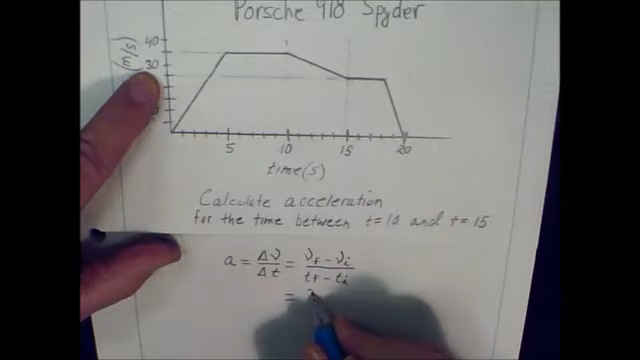 Porsche 918 Spyder
40
(m/s)
30
5 10 15 20
time(s)
Calculate acceleration
for the time between t=10 and t=15
a = Δv/Δt = vf - vi / tf - ti
=